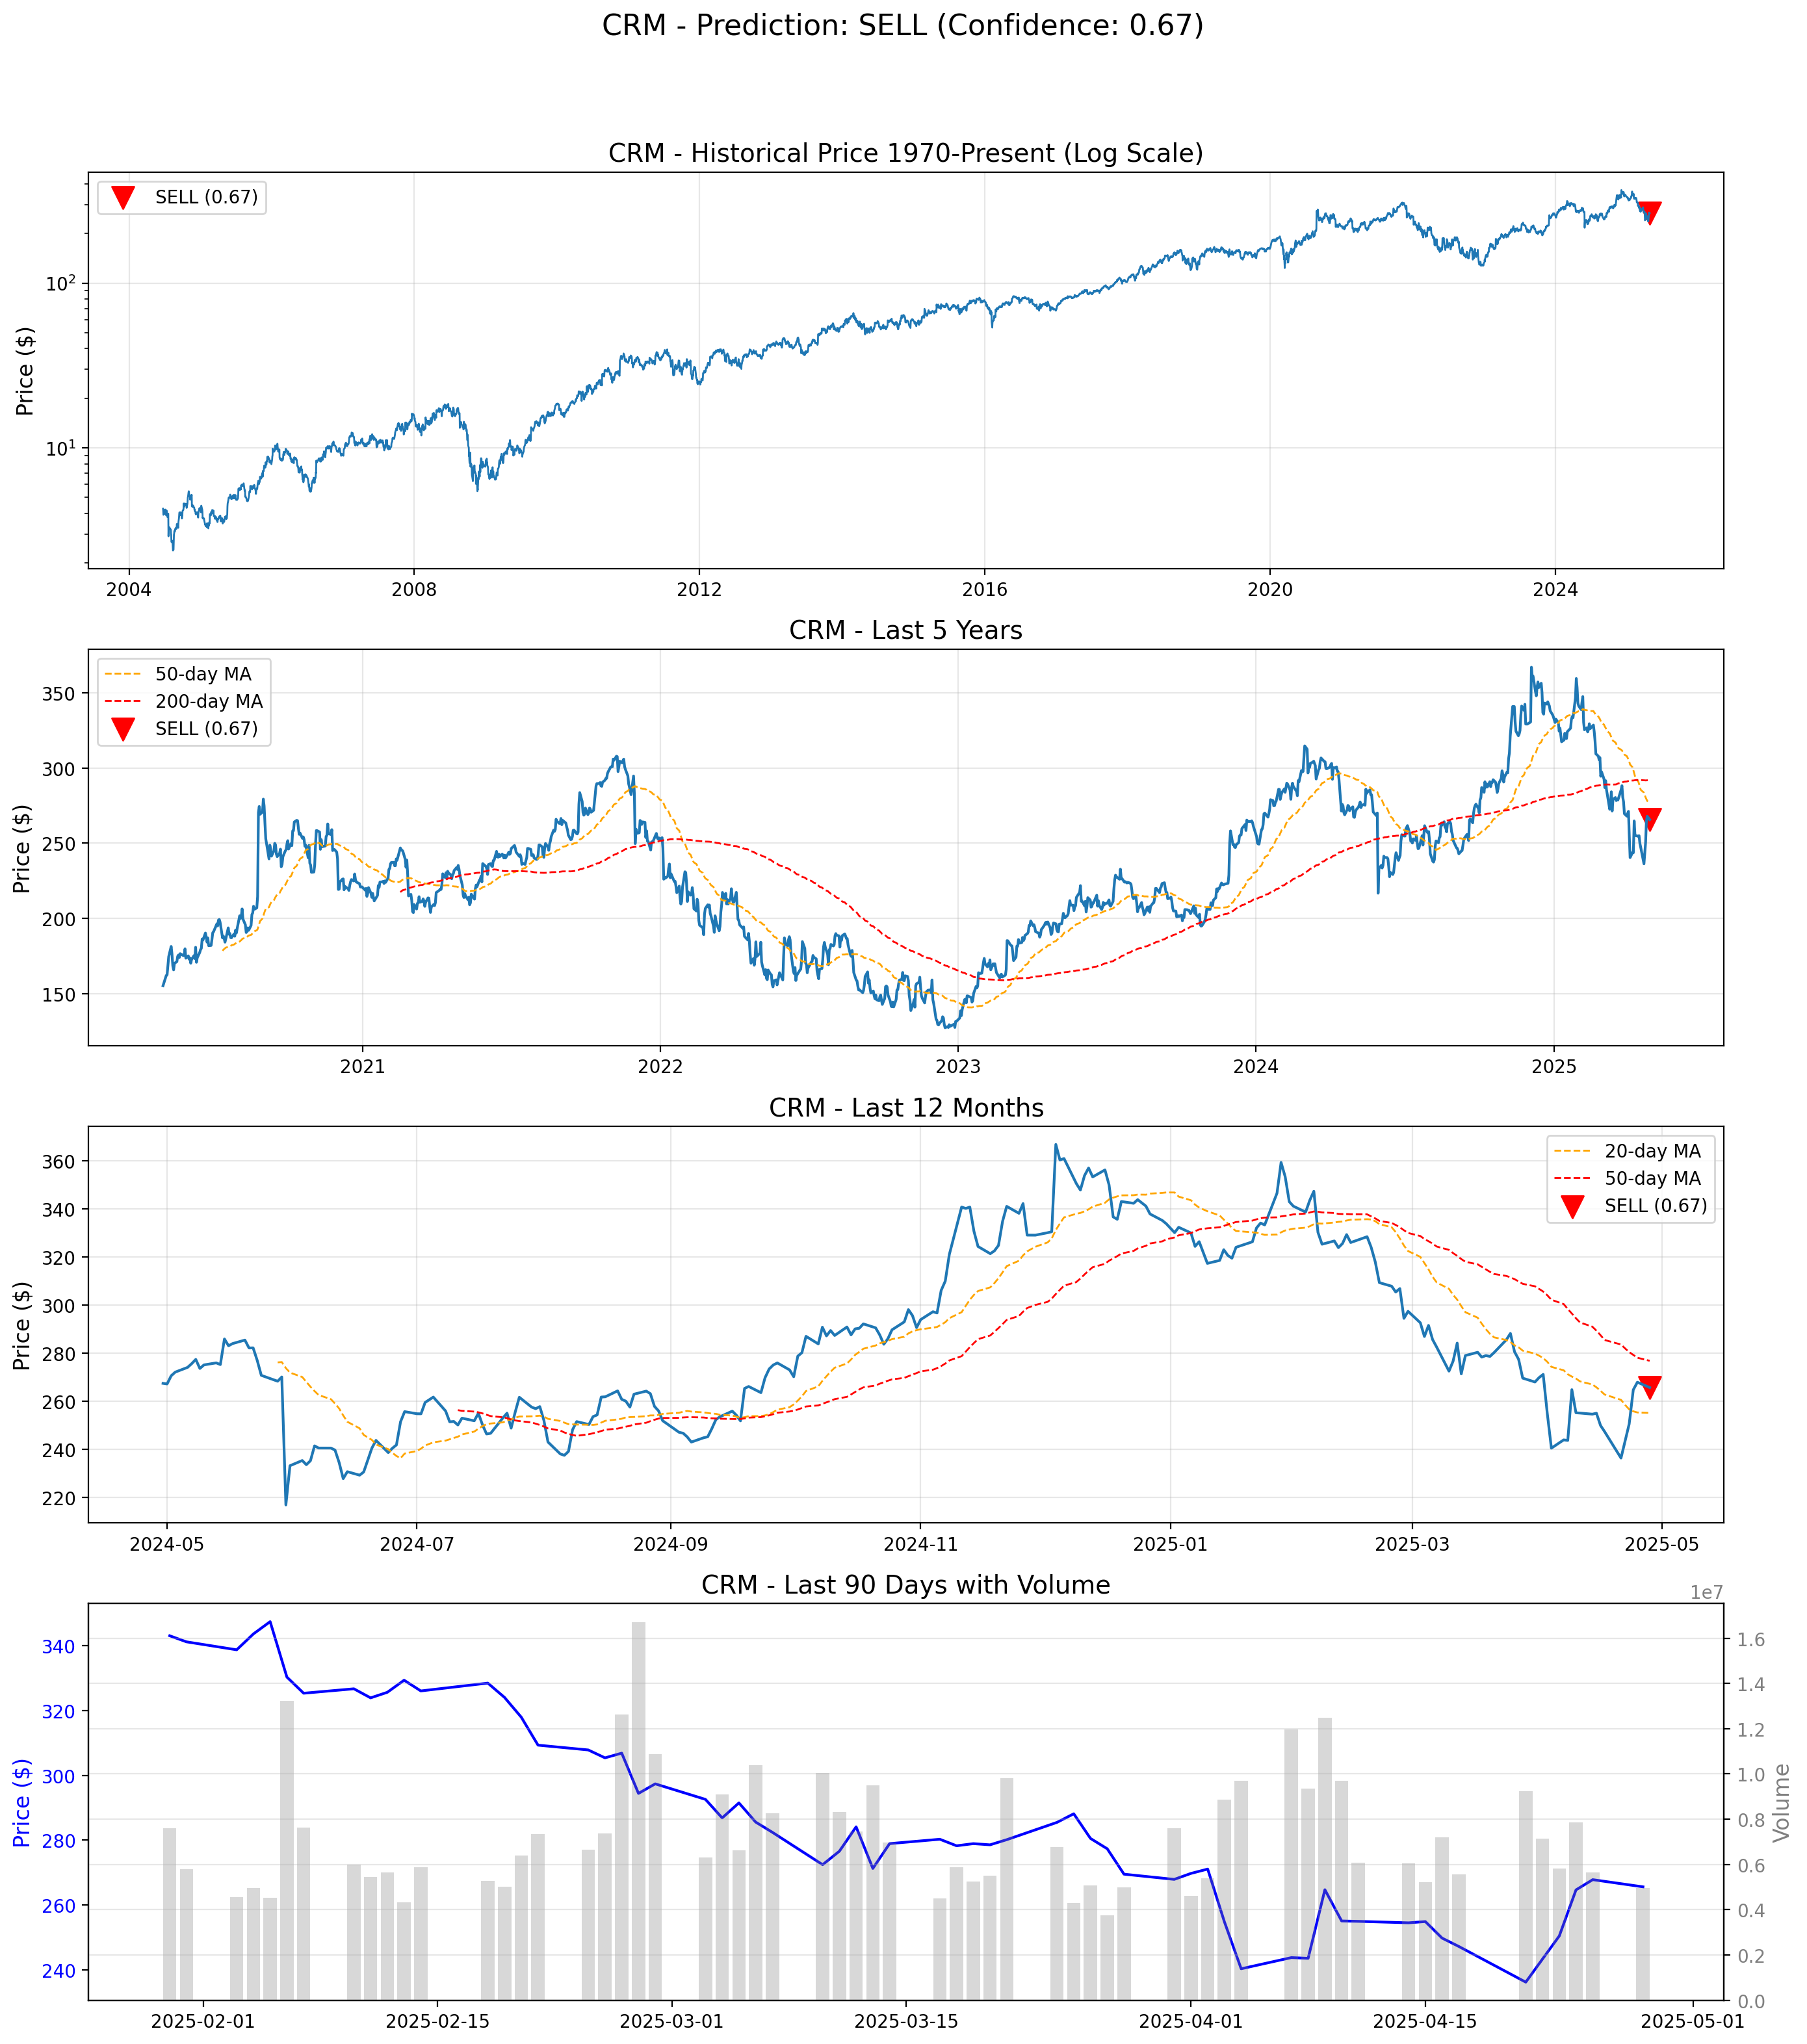 CRM - Prediction: SELL (Confidence: 0.67)
CRM - Historical Price 1970-Present (Log Scale)
SELL (0.67)
Price ($)
10²
10¹
2004 2008 2012 2016 2020 2024
CRM - Last 5 Years
50-day MA
200-day MA
SELL (0.67)
Price ($)
350
300
250
200
150
2021 2022 2023 2024 2025
CRM - Last 12 Months
20-day MA
50-day MA
SELL (0.67)
Price ($)
360
340
320
300
280
260
240
220
2024-05 2024-07 2024-09 2024-11 2025-01 2025-03 2025-05
CRM - Last 90 Days with Volume
1e7
Price ($)
340
320
300
280
260
240
1.6
1.4
1.2
1.0
0.8
0.6
0.4
0.2
0.0
Volume
2025-02-01 2025-02-15 2025-03-01 2025-03-15 2025-04-01 2025-04-15 2025-05-01